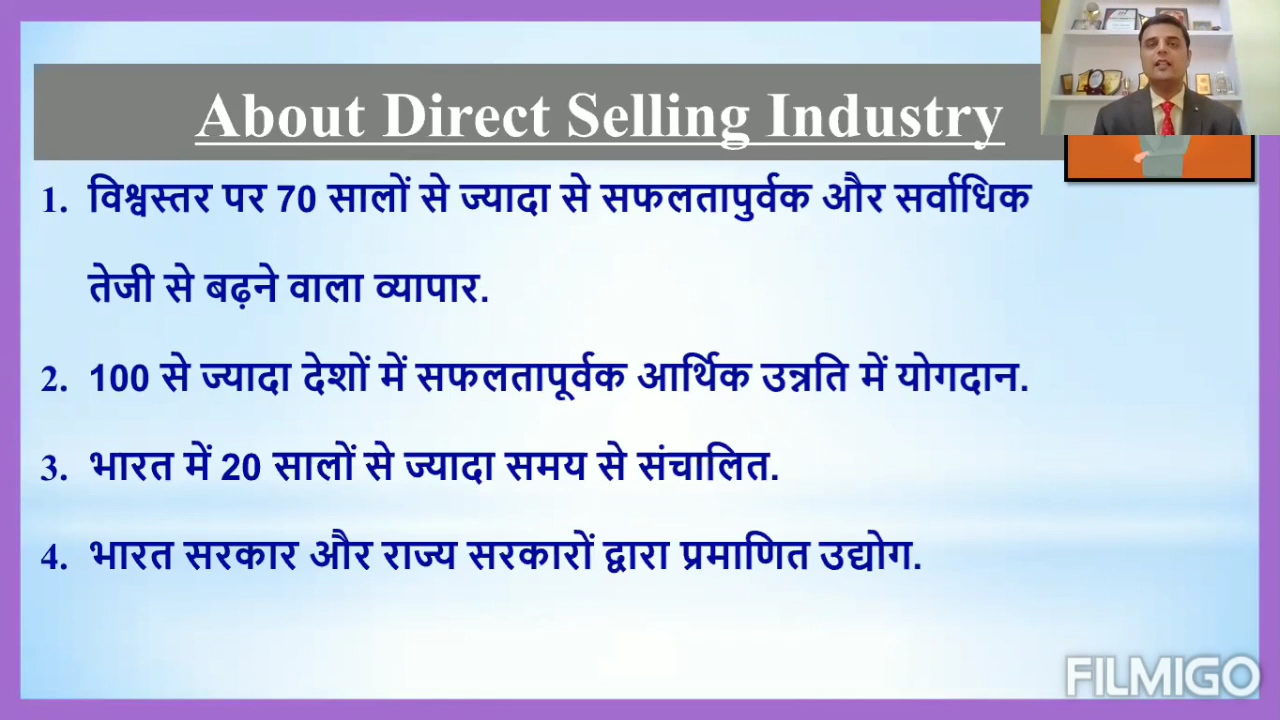 About Direct Selling Industry
1. विश्वस्तर पर 70 सालों से ज्यादा से सफलतापुर्वक और सर्वाधिक
तेजी से बढ़ने वाला व्यापार.
2. 100 से ज्यादा देशों में सफलतापूर्वक आर्थिक उन्नति में योगदान.
3. भारत में 20 सालों से ज्यादा समय से संचालित.
4. भारत सरकार और राज्य सरकारों द्वारा प्रमाणित उद्योग.
FILMIGO